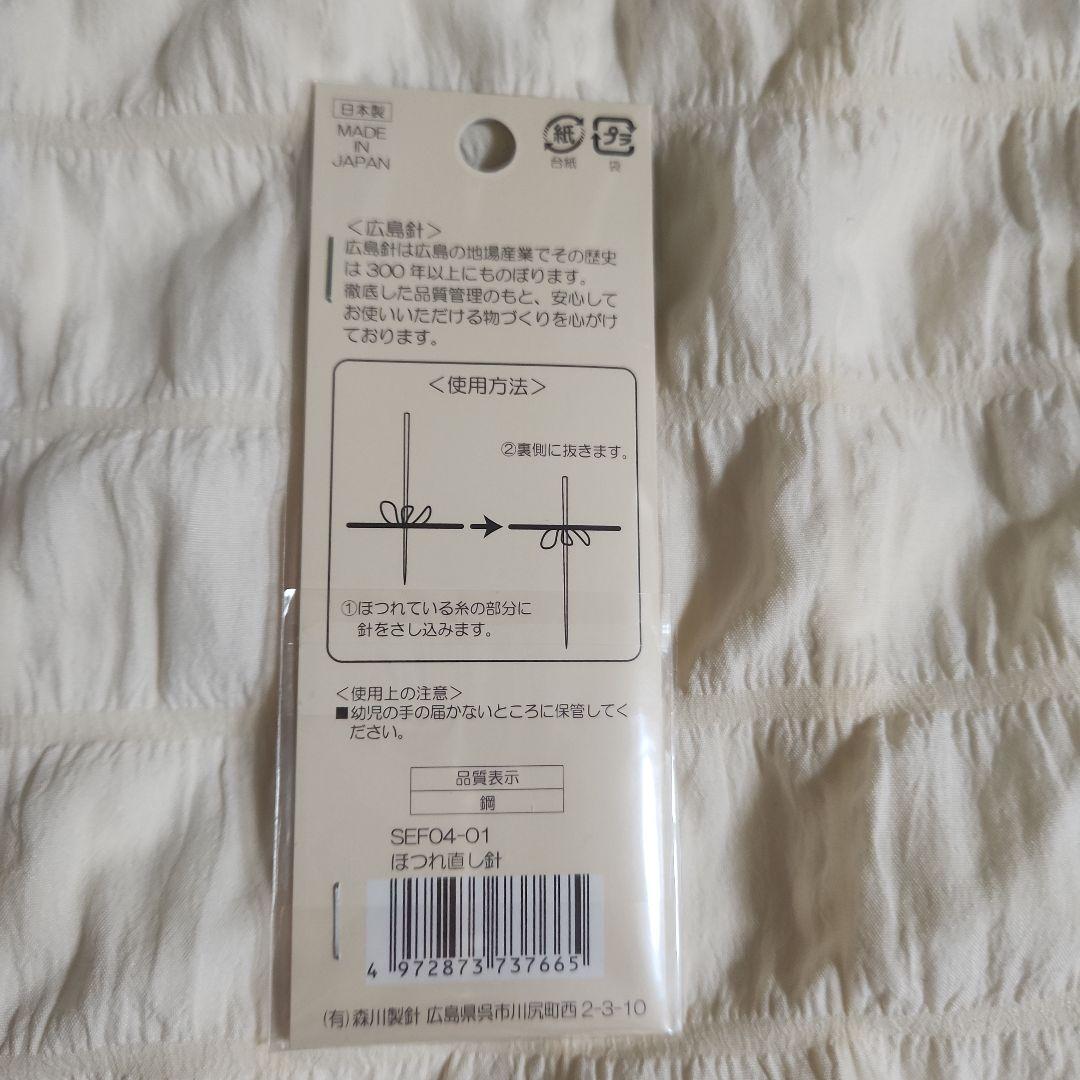 日本製
MADE
IN
JAPAN
紙
台紙
プラ
袋
＜広島針＞
広島針は広島の地場産業でその歴史
は 300 年以上にものぼります。
徹底した品質管理のもと、安心して
お使いいただける物づくりを心がけ
ております。
＜使用方法＞
②裏側に抜きます。
①ほつれている糸の部分に
針をさし込みます。
＜使用上の注意＞
■幼児の手の届かないところに保管してく
ださい。
品質表示
鋼
SEF04-01
ほつれ直し針
4 972873 737665
(有)森川製針 広島県呉市川尻町西 2-3-10